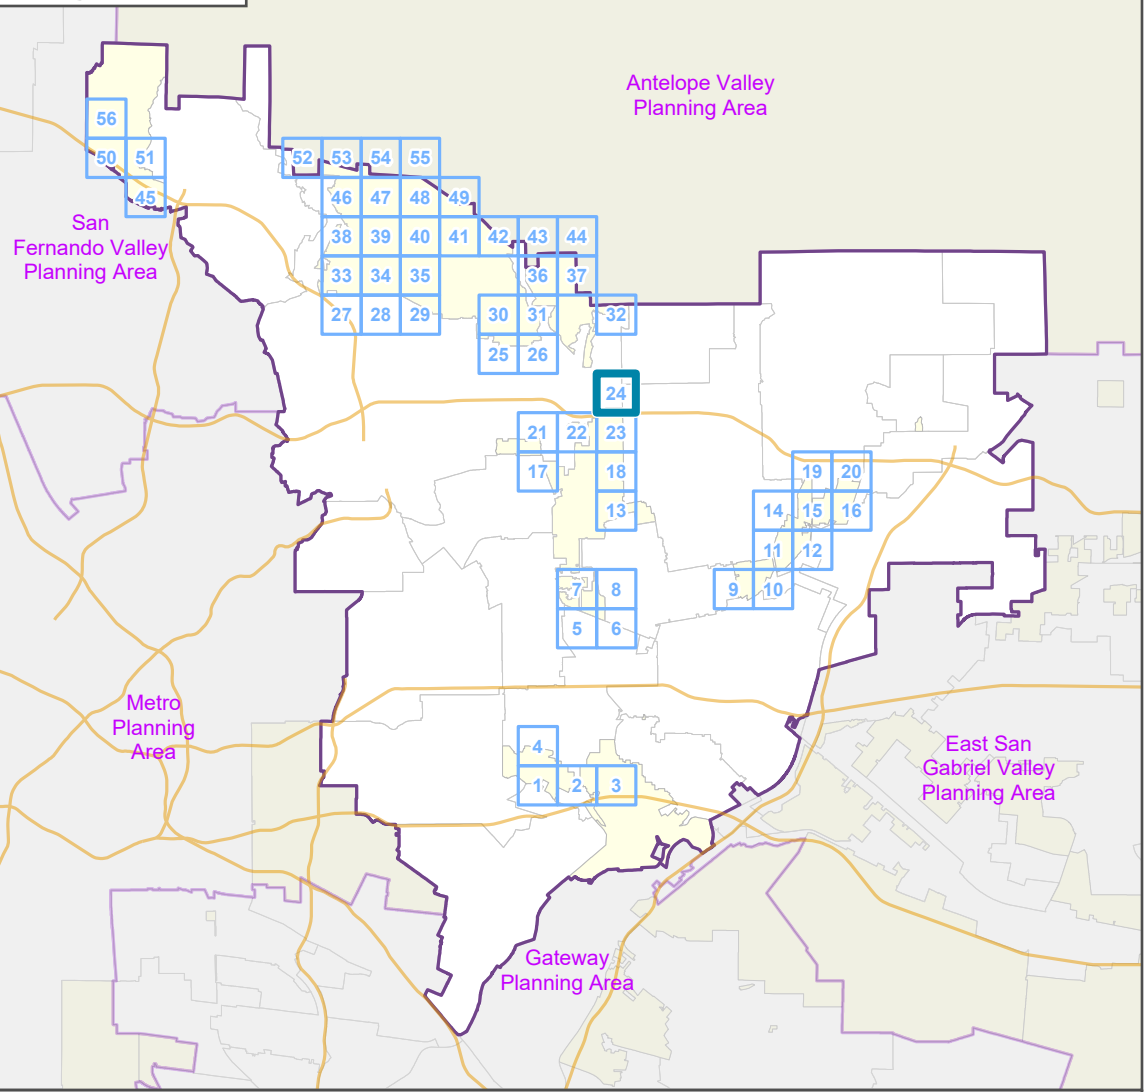 Antelope Valley
Planning Area
56
50 51
45
52 53 54 55
46 47 48 49
San
Fernando Valley
Planning Area
38 39 40 41 42 43 44
33 34 35 36 37
27 28 29 30 31 32
25 26
24
21 22 23
17 18
19 20
13 14 15 16
11 12
7 8 9 10
5 6
Metro
Planning
Area
4
1 2 3
East San
Gabriel Valley
Planning Area
Gateway
Planning Area